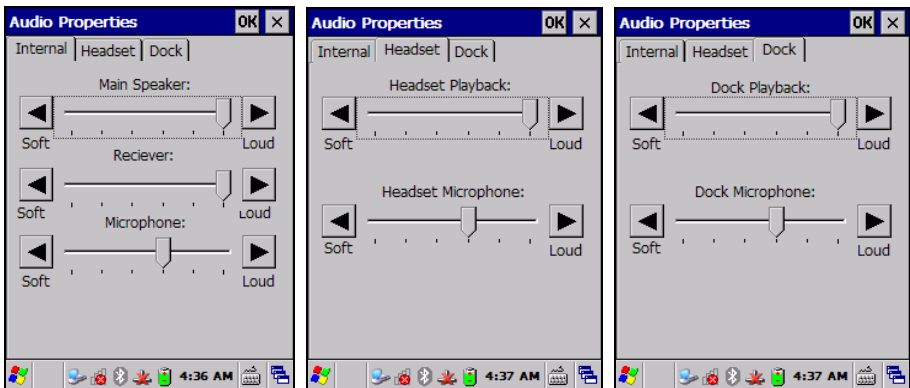 Audio Properties OK ×
Internal Headset Dock
Main Speaker:
Soft Loud
Reciever:
Soft Loud
Microphone:
Soft Loud
4:36 AM
Audio Properties OK ×
Internal Headset Dock
Headset Playback:
Soft Loud
Headset Microphone:
Soft Loud
4:37 AM
Audio Properties OK ×
Internal Headset Dock
Dock Playback:
Soft Loud
Dock Microphone:
Soft Loud
4:37 AM